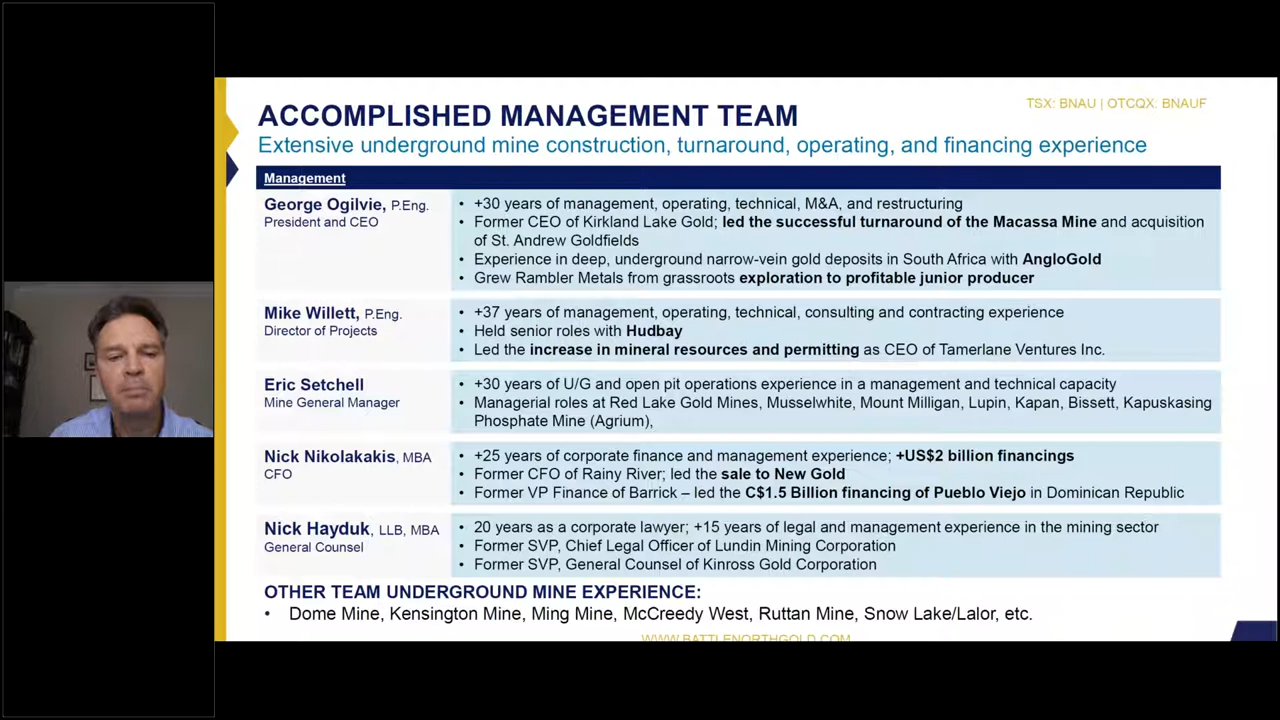 TSX: BNAU | OTCQX: BNAUF
ACCOMPLISHED MANAGEMENT TEAM
Extensive underground mine construction, turnaround, operating, and financing experience
Management
George Ogilvie, P.Eng.
President and CEO
• +30 years of management, operating, technical, M&A, and restructuring
• Former CEO of Kirkland Lake Gold; led the successful turnaround of the Macassa Mine and acquisition
of St. Andrew Goldfields
• Experience in deep, underground narrow-vein gold deposits in South Africa with AngloGold
• Grew Rambler Metals from grassroots exploration to profitable junior producer
Mike Willett, P.Eng.
Director of Projects
• +37 years of management, operating, technical, consulting and contracting experience
• Held senior roles with Hudbay
• Led the increase in mineral resources and permitting as CEO of Tamerlane Ventures Inc.
Eric Setchell
Mine General Manager
• +30 years of U/G and open pit operations experience in a management and technical capacity
• Managerial roles at Red Lake Gold Mines, Musselwhite, Mount Milligan, Lupin, Kapan, Bissett, Kapuskasing
Phosphate Mine (Agrium),
Nick Nikolakakis, MBA
CFO
• +25 years of corporate finance and management experience; +US$2 billion financings
• Former CFO of Rainy River; led the sale to New Gold
• Former VP Finance of Barrick – led the C$1.5 Billion financing of Pueblo Viejo in Dominican Republic
Nick Hayduk, LLB, MBA
General Counsel
• 20 years as a corporate lawyer; +15 years of legal and management experience in the mining sector
• Former SVP, Chief Legal Officer of Lundin Mining Corporation
• Former SVP, General Counsel of Kinross Gold Corporation
OTHER TEAM UNDERGROUND MINE EXPERIENCE:
• Dome Mine, Kensington Mine, Ming Mine, McCreedy West, Ruttan Mine, Snow Lake/Lalor, etc.
WWW.BATTLENORTHGOLD.COM